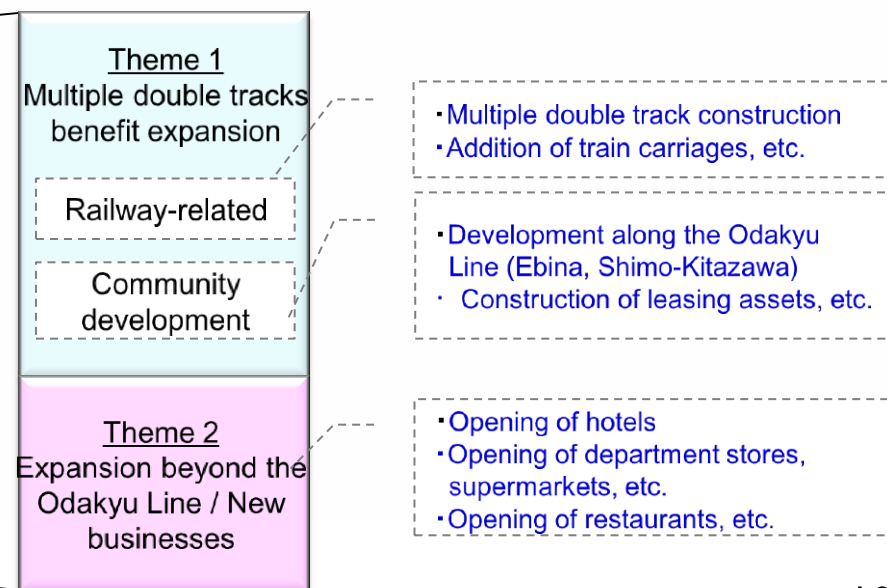 Theme 1
Multiple double tracks
benefit expansion
Railway-related
Community
development
Theme 2
Expansion beyond the
Odakyu Line / New
businesses
・Multiple double track construction
・Addition of train carriages, etc.
・Development along the Odakyu
Line (Ebina, Shimo-Kitazawa)
・ Construction of leasing assets, etc.
・Opening of hotels
・Opening of department stores,
supermarkets, etc.
・Opening of restaurants, etc.